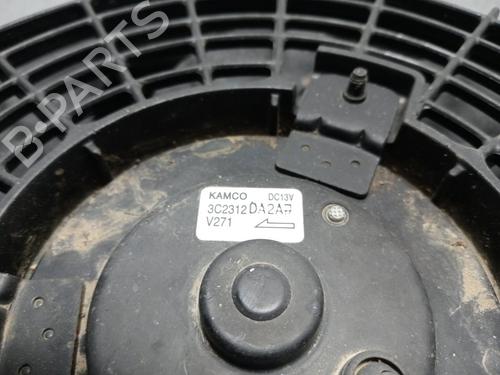 B-PARTS
KAMCO DC13V
3C2312DA2A7
V271